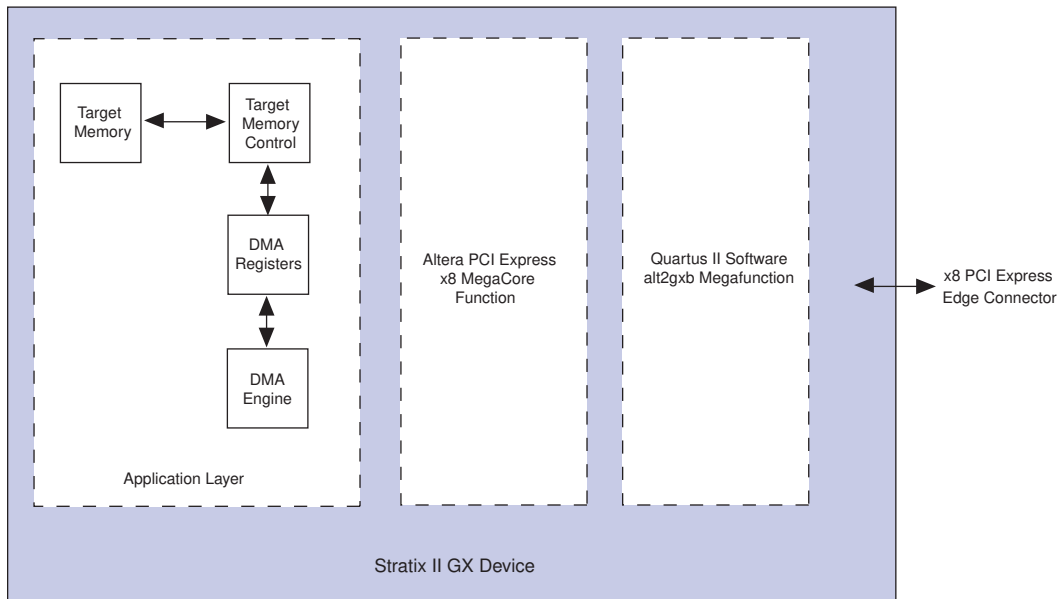 Target
Memory
Target
Memory
Control
DMA
Registers
DMA
Engine
Application Layer
Altera PCI Express
x8 MegaCore
Function
Quartus II Software
alt2gxb Megafunction
x8 PCI Express
Edge Connector
Stratix II GX Device